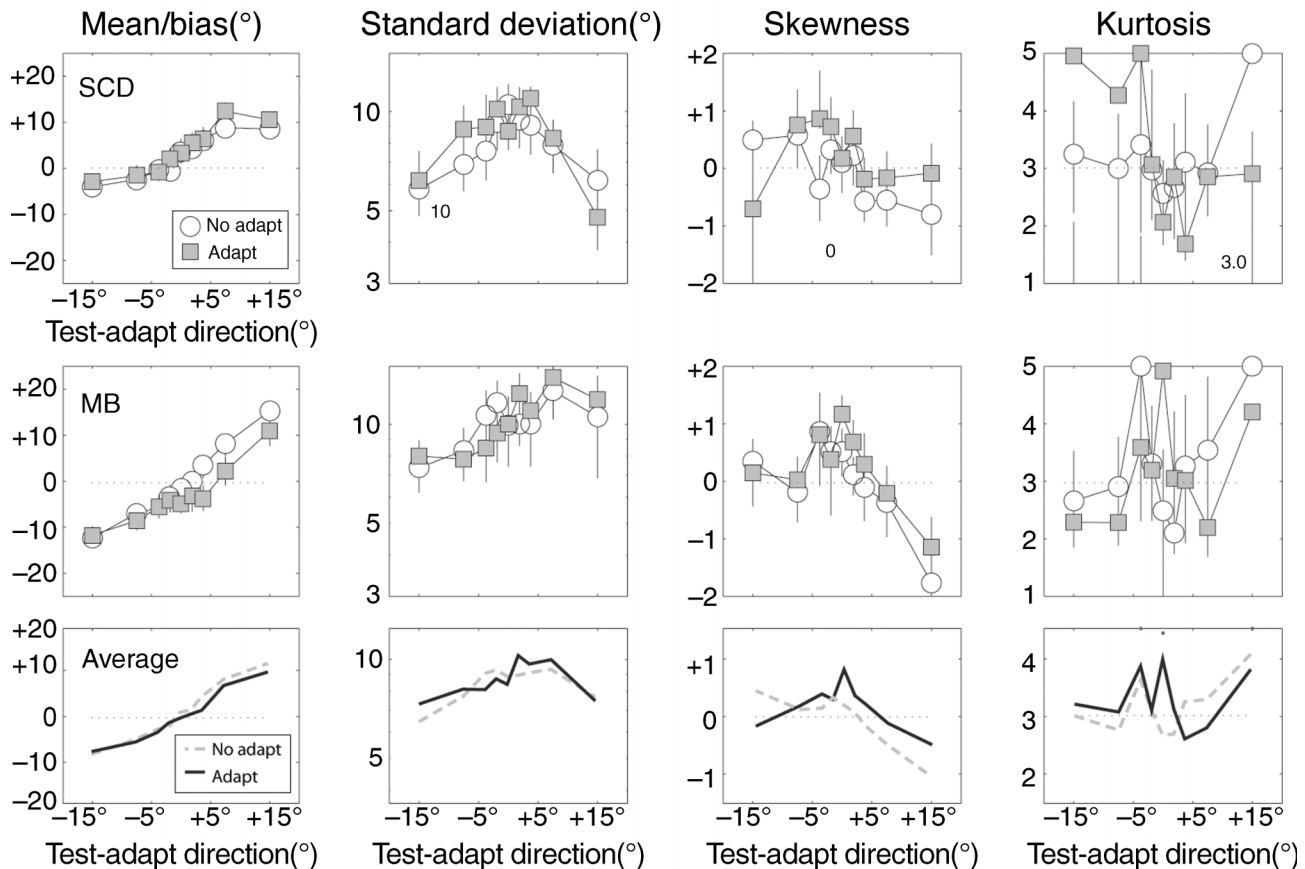 Mean/bias(°) Standard deviation(°) Skewness Kurtosis
+20 10 +2 5
SCD
+10 +1 4
0 5 0 3
–10 10 –1 2
No adapt
Adapt
0 3.0
–20 3 –2 1
–15° –5° +5° +15°
Test-adapt direction(°)
+20 10 +2 5
MB
+10 +1 4
0 5 0 3
–10 –1 2
–20 3 –2 1
+20
Average
+10 10 +1 4
0 0 3
–10 5 –1 2
No adapt
Adapt
–20
–15° –5° +5° +15° –15° –5° +5° +15° –15° –5° +5° +15° –15° –5° +5° +15°
Test-adapt direction(°) Test-adapt direction(°) Test-adapt direction(°) Test-adapt direction(°)